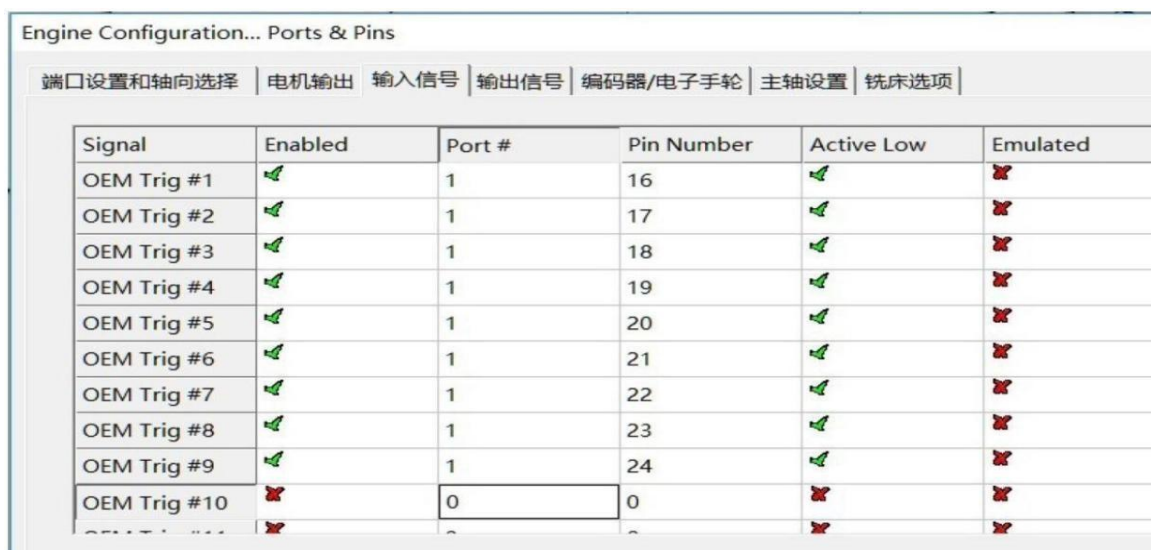 Engine Configuration... Ports & Pins
端口设置和轴向选择 电机输出 输入信号 输出信号 编码器/电子手轮 主轴设置 铣床选项
Signal Enabled Port # Pin Number Active Low Emulated
OEM Trig #1 1 16
OEM Trig #2 1 17
OEM Trig #3 1 18
OEM Trig #4 1 19
OEM Trig #5 1 20
OEM Trig #6 1 21
OEM Trig #7 1 22
OEM Trig #8 1 23
OEM Trig #9 1 24
OEM Trig #10 0 0